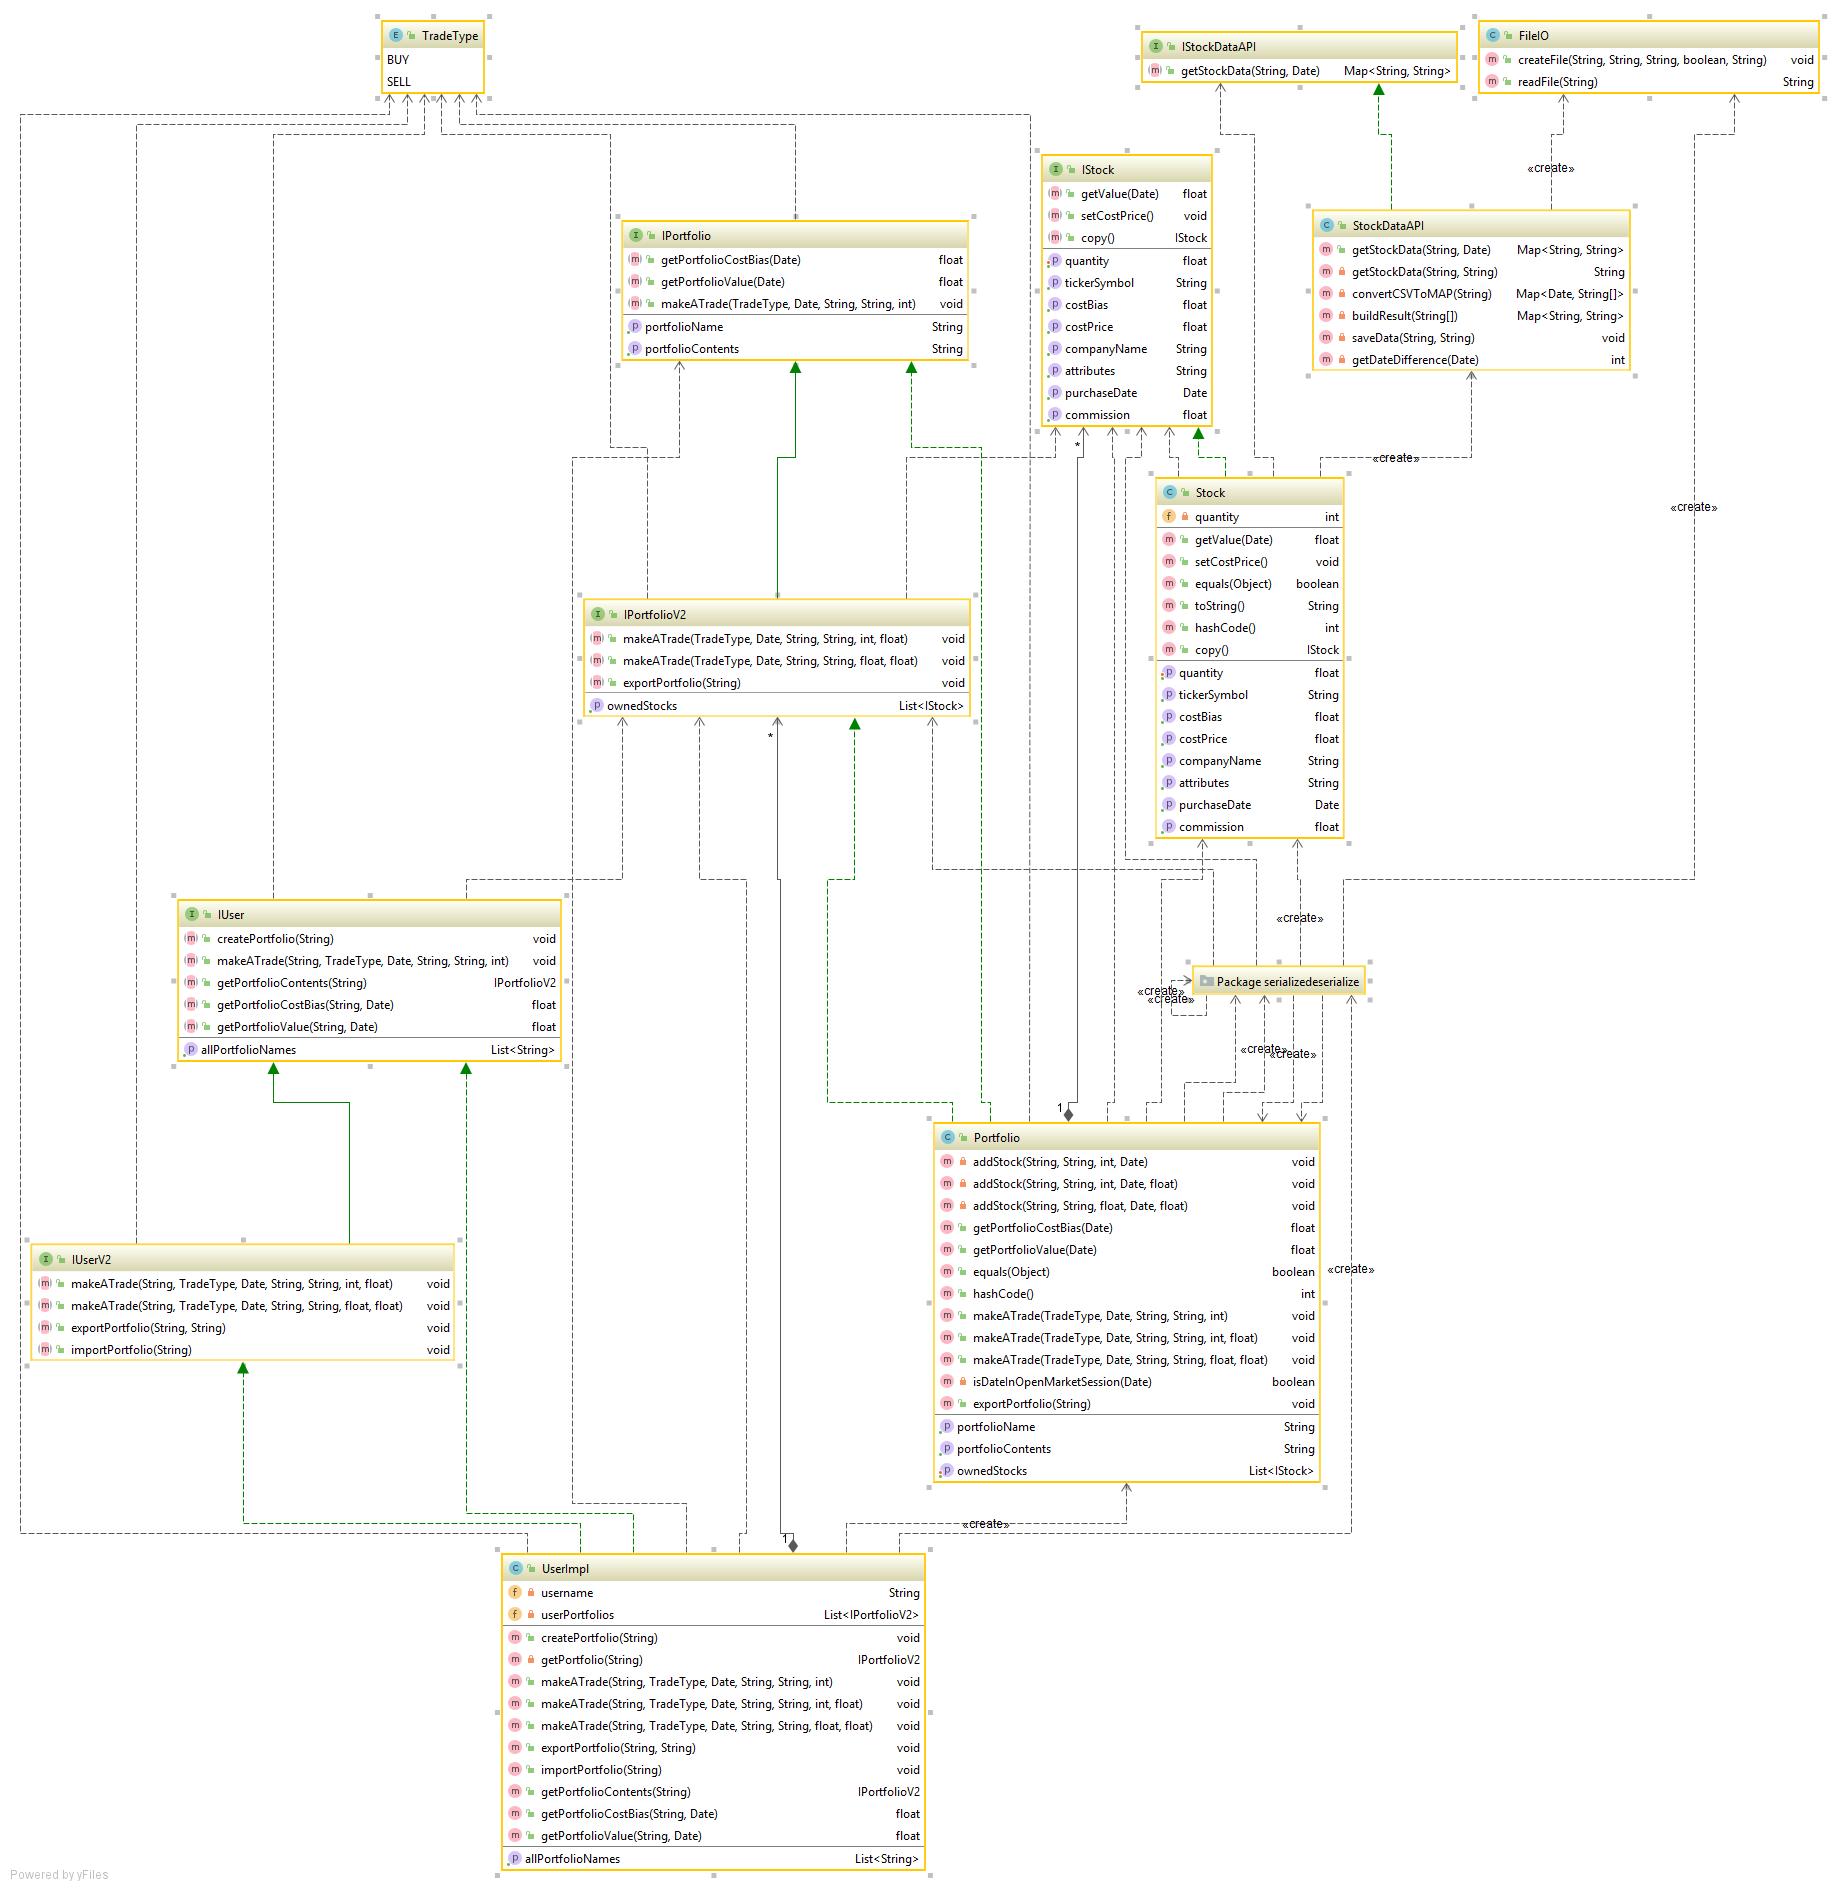 TradeType
BUY
SELL
IStockDataAPI
getStockData(String, Date) Map<String, String>
FileIO
createFile(String, String, String, boolean, String) void
readFile(String) String
«create»
IStock
getValue(Date) float
setCostPrice() void
copy() IStock
quantity float
tickerSymbol String
costBias float
costPrice float
companyName String
attributes String
purchaseDate Date
commission float
StockDataAPI
getStockData(String, Date) Map<String, String>
getStockData(String, String) String
convertCSVToMAP(String) Map<Date, String[]>
buildResult(String[]) Map<String, String>
saveData(String, String) void
getDateDifference(Date) int
IPortfolio
getPortfolioCostBias(Date) float
getPortfolioValue(Date) float
makeATrade(TradeType, Date, String, String, int) void
portfolioName String
portfolioContents String
*
«create»
Stock
quantity int
getValue(Date) float
setCostPrice() void
equals(Object) boolean
toString() String
hashCode() int
copy() IStock
quantity float
tickerSymbol String
costBias float
costPrice float
companyName String
attributes String
purchaseDate Date
commission float
«create»
IPortfolioV2
makeATrade(TradeType, Date, String, String, int, float) void
makeATrade(TradeType, Date, String, String, float, float) void
exportPortfolio(String) void
ownedStocks List<IStock>
*
IUser
createPortfolio(String) void
makeATrade(String, TradeType, Date, String, String, int) void
getPortfolioContents(String) IPortfolioV2
getPortfolioCostBias(String, Date) float
getPortfolioValue(String, Date) float
allPortfolioNames List<String>
«create»
Package serializedeserialize
«create»
«create»
«create»
«create»
1
Portfolio
addStock(String, String, int, Date) void
addStock(String, String, int, Date, float) void
addStock(String, String, float, Date, float) void
getPortfolioCostBias(Date) float
getPortfolioValue(Date) float
equals(Object) boolean
hashCode() int
makeATrade(TradeType, Date, String, String, int) void
makeATrade(TradeType, Date, String, String, int, float) void
makeATrade(TradeType, Date, String, String, float, float) void
isDateInOpenMarketSession(Date) boolean
exportPortfolio(String) void
portfolioName String
portfolioContents String
ownedStocks List<IStock>
«create»
IUserV2
makeATrade(String, TradeType, Date, String, String, int, float) void
makeATrade(String, TradeType, Date, String, String, float, float) void
exportPortfolio(String, String) void
importPortfolio(String) void
«create»
1
UserImpl
username String
userPortfolios List<IPortfolioV2>
createPortfolio(String) void
getPortfolio(String) IPortfolioV2
makeATrade(String, TradeType, Date, String, String, int) void
makeATrade(String, TradeType, Date, String, String, int, float) void
makeATrade(String, TradeType, Date, String, String, float, float) void
exportPortfolio(String, String) void
importPortfolio(String) void
getPortfolioContents(String) IPortfolioV2
getPortfolioCostBias(String, Date) float
getPortfolioValue(String, Date) float
allPortfolioNames List<String>
Powered by yFiles